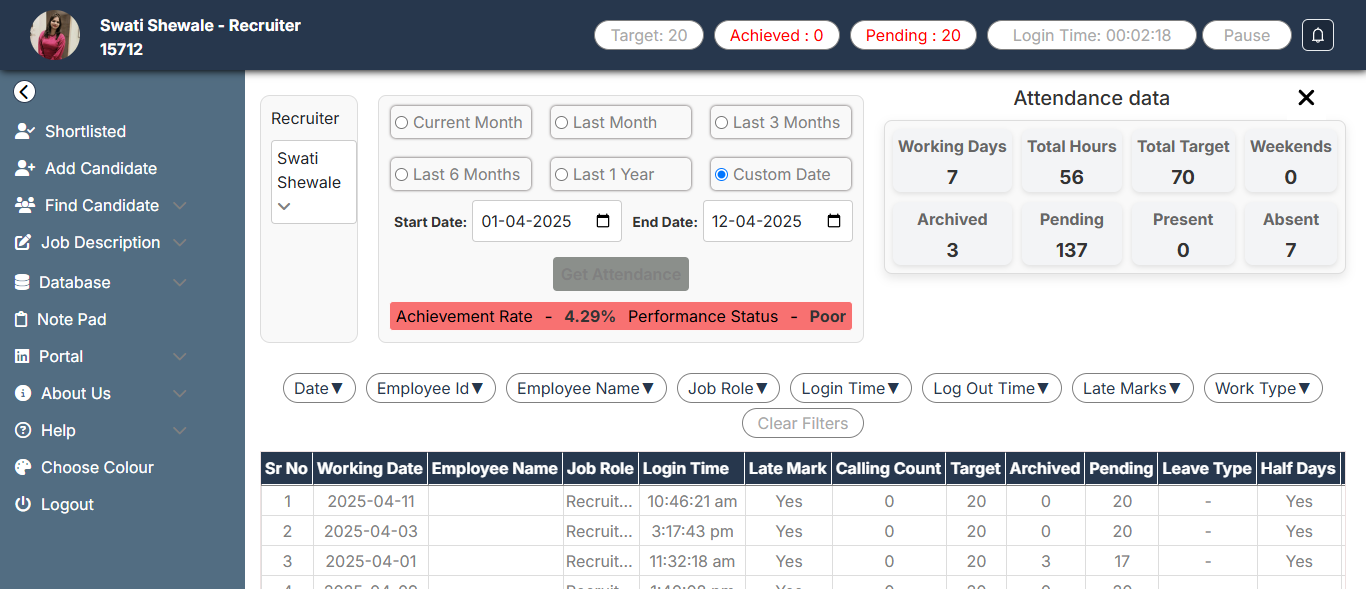 Swati Shewale - Recruiter
15712
Target: 20
Achieved : 0
Pending : 20
Login Time: 00:02:18
Pause
Shortlisted
Add Candidate
Find Candidate
Job Description
Database
Note Pad
Portal
About Us
Help
Choose Colour
Logout
Recruiter
Swati
Shewale
Current Month
Last Month
Last 3 Months
Last 6 Months
Last 1 Year
Custom Date
Start Date: 01-04-2025 End Date: 12-04-2025
Get Attendance
Achievement Rate - 4.29% Performance Status - Poor
Attendance data
Working Days Total Hours Total Target Weekends
7 56 70 0
Archived Pending Present Absent
3 137 0 7
Date▼ Employee Id▼ Employee Name▼ Job Role▼ Login Time▼ Log Out Time▼ Late Marks▼ Work Type▼
Clear Filters
Sr No Working Date Employee Name Job Role Login Time Late Mark Calling Count Target Archived Pending Leave Type Half Days
1 2025-04-11 Recruit... 10:46:21 am Yes 0 20 0 20 - Yes
2 2025-04-03 Recruit... 3:17:43 pm Yes 0 20 0 20 - Yes
3 2025-04-01 Recruit... 11:32:18 am Yes 0 20 3 17 - Yes